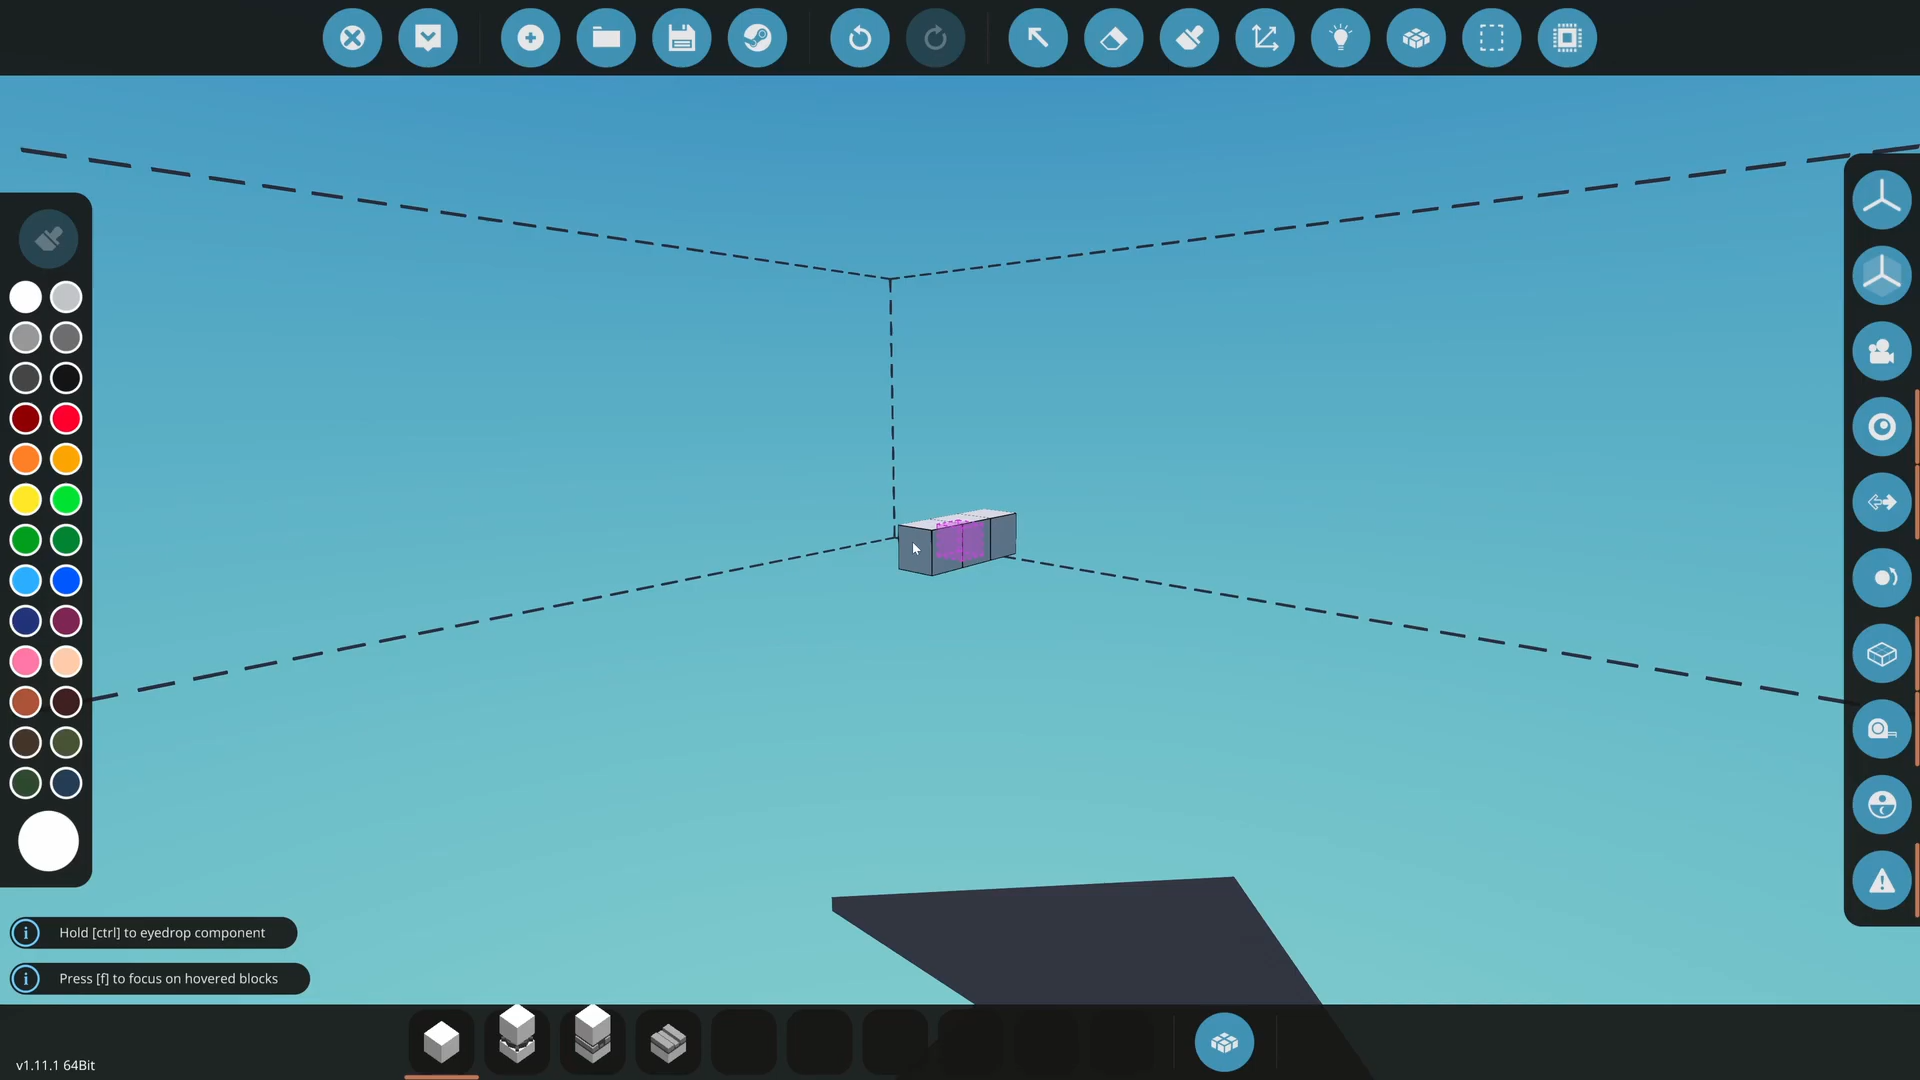 Hold [ctrl] to eyedrop component
Press [f] to focus on hovered blocks
v1.11.1 64Bit